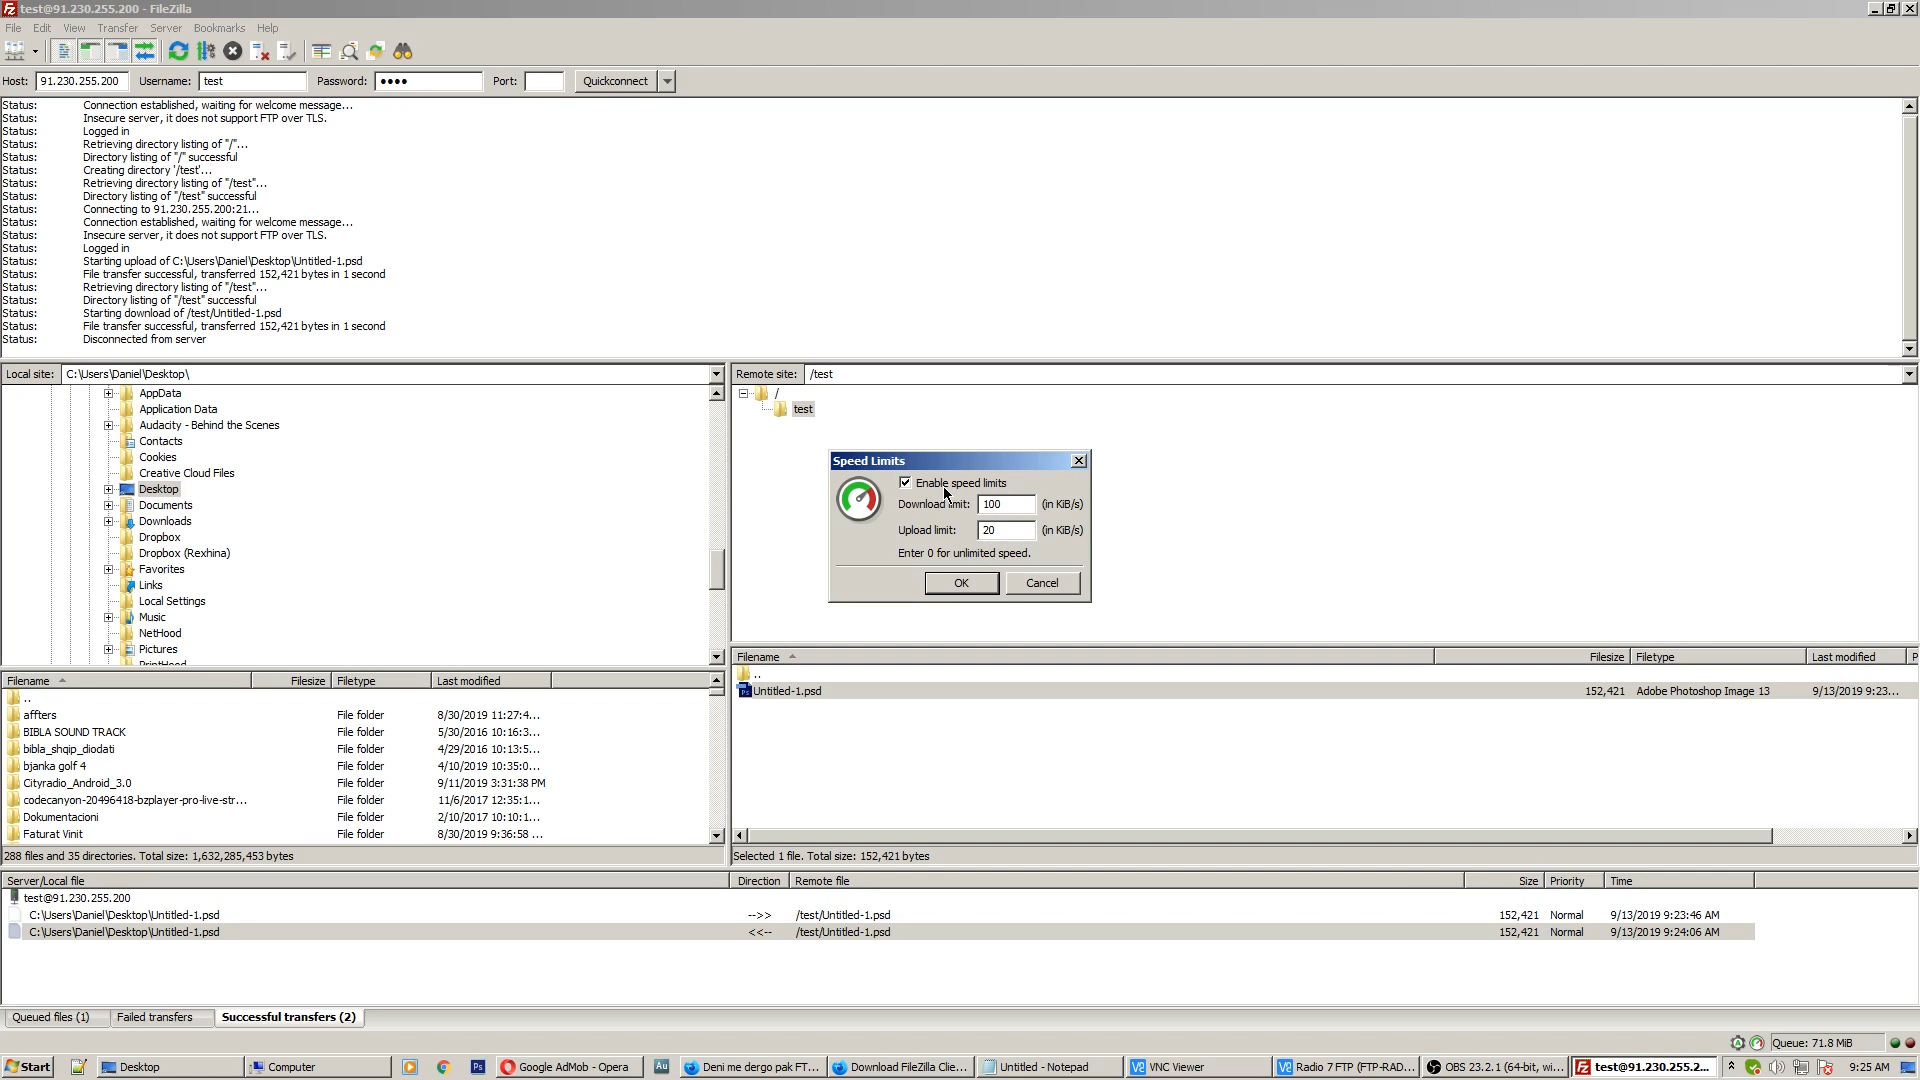 test@91.230.255.200 - FileZilla
File Edit View Transfer Server Bookmarks Help
Host: 91.230.255.200 Username: test Password: •••• Port: Quickconnect
Status: Connection established, waiting for welcome message...
Status: Insecure server, it does not support FTP over TLS.
Status: Logged in
Status: Retrieving directory listing of "/"...
Status: Directory listing of "/" successful
Status: Creating directory '/test'...
Status: Retrieving directory listing of "/test"...
Status: Directory listing of "/test" successful
Status: Connecting to 91.230.255.200:21...
Status: Connection established, waiting for welcome message...
Status: Insecure server, it does not support FTP over TLS.
Status: Logged in
Status: Starting upload of C:\Users\Daniel\Desktop\Untitled-1.psd
Status: File transfer successful, transferred 152,421 bytes in 1 second
Status: Retrieving directory listing of "/test"...
Status: Directory listing of "/test" successful
Status: Starting download of /test/Untitled-1.psd
Status: File transfer successful, transferred 152,421 bytes in 1 second
Status: Disconnected from server
Local site: C:\Users\Daniel\Desktop\
AppData
Application Data
Audacity - Behind the Scenes
Contacts
Cookies
Creative Cloud Files
Desktop
Documents
Downloads
Dropbox
Dropbox (Rexhina)
Favorites
Links
Local Settings
Music
NetHood
Pictures
PrintHood
Filename Filesize Filetype Last modified
..
affters File folder 8/30/2019 11:27:4...
BIBLA SOUND TRACK File folder 5/30/2016 10:16:3...
bibla_shqip_diodati File folder 4/29/2016 10:13:5...
bjanka golf 4 File folder 4/10/2019 10:35:0...
Cityradio_Android_3.0 File folder 9/11/2019 3:31:38 PM
codecanyon-20496418-bzplayer-pro-live-str... File folder 11/6/2017 12:35:1...
Dokumentacioni File folder 2/10/2017 10:10:1...
Faturat Vinit File folder 8/30/2019 9:36:58 ...
288 files and 35 directories. Total size: 1,632,285,453 bytes
Remote site: /test
/
test
Speed Limits
Enable speed limits
Download limit: 100 (in KiB/s)
Upload limit: 20 (in KiB/s)
Enter 0 for unlimited speed.
OK Cancel
Filename Filesize Filetype Last modified P
..
Untitled-1.psd 152,421 Adobe Photoshop Image 13 9/13/2019 9:23...
Selected 1 file. Total size: 152,421 bytes
Server/Local file Direction Remote file Size Priority Time
test@91.230.255.200
C:\Users\Daniel\Desktop\Untitled-1.psd -->> /test/Untitled-1.psd 152,421 Normal 9/13/2019 9:23:46 AM
C:\Users\Daniel\Desktop\Untitled-1.psd <<-- /test/Untitled-1.psd 152,421 Normal 9/13/2019 9:24:06 AM
Queued files (1) Failed transfers Successful transfers (2)
Queue: 71.8 MiB
Start Desktop Computer Ps Google AdMob - Opera Au Deni me dergo pak FT... Download FileZilla Clie... Untitled - Notepad VNC Viewer Radio 7 FTP (FTP-RAD... OBS 23.2.1 (64-bit, wi... test@91.230.255.2... 9:25 AM